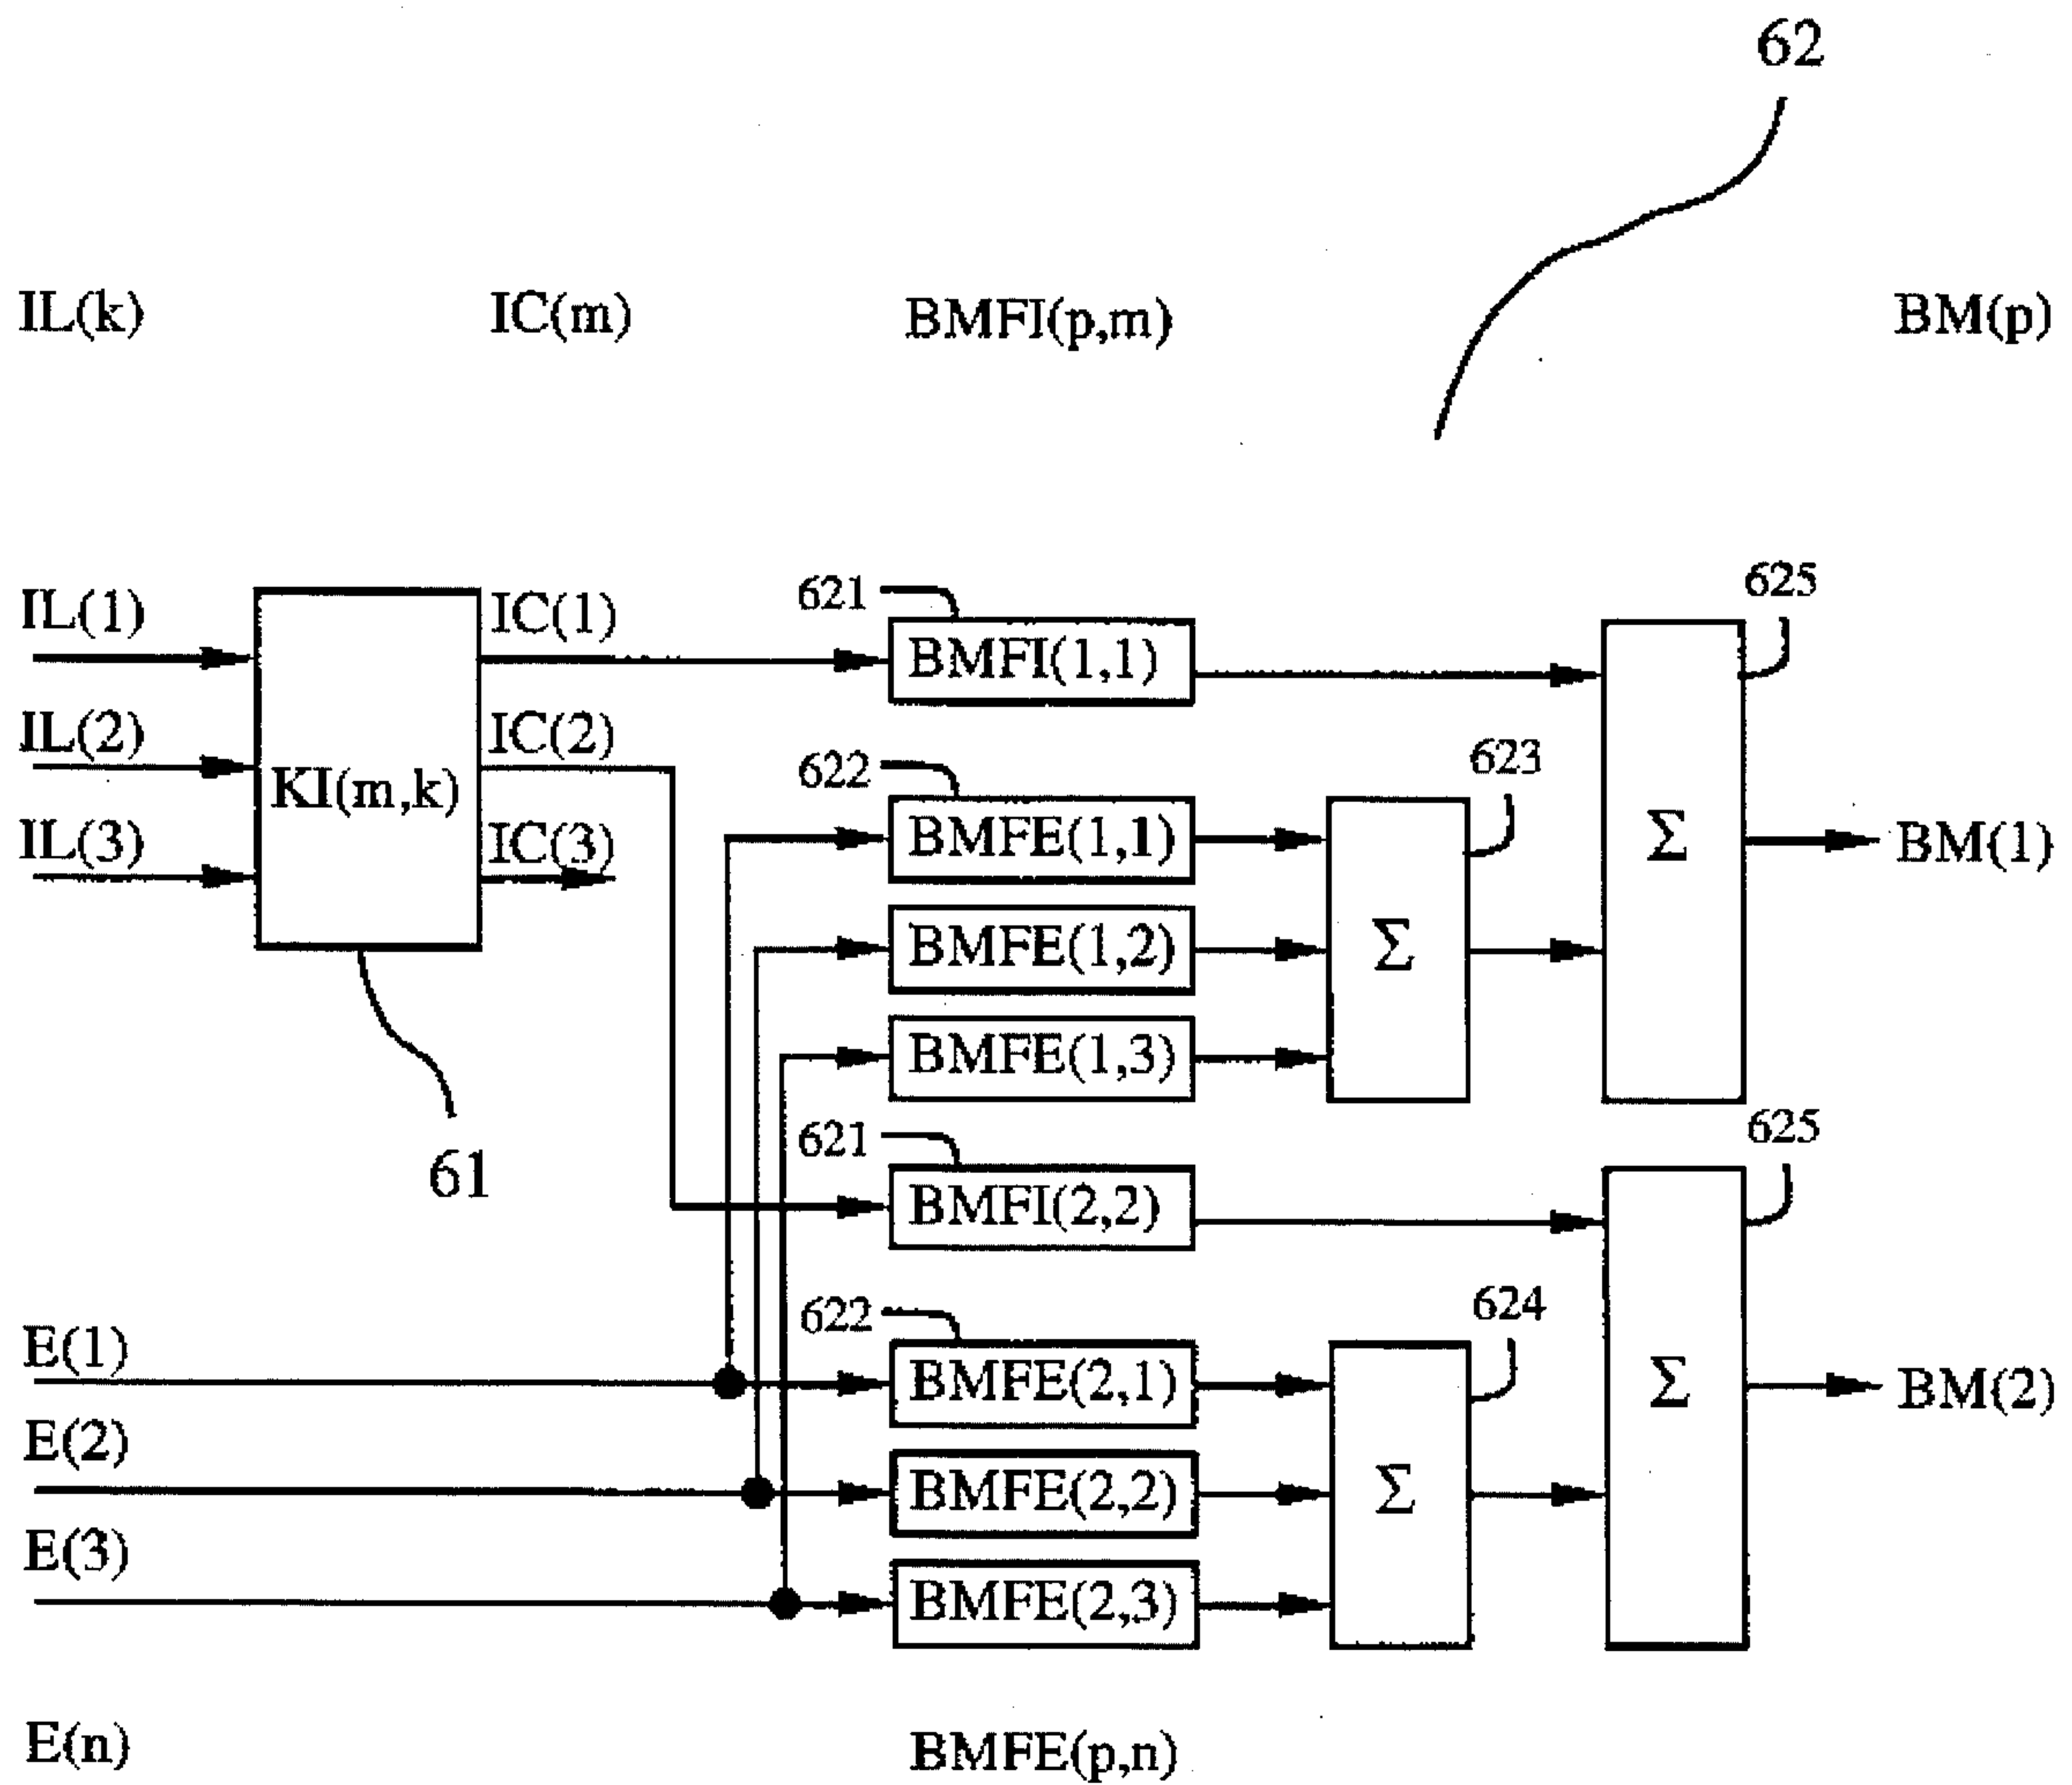 62
IL(k) IC(m) BMFI(p,m) BM(p)
IL(1) IC(1) 621 BMFI(1,1) 625
IL(2) IC(2) 622 623
KI(m,k)
IL(3) IC(3) BMFE(1,1) Σ BM(1)
BMFE(1,2) Σ
BMFE(1,3)
61 621 625
BMFI(2,2)
E(1) 622 624
BMFE(2,1) Σ BM(2)
E(2)
BMFE(2,2) Σ
E(3)
BMFE(2,3)
E(n) BMFE(p,n)